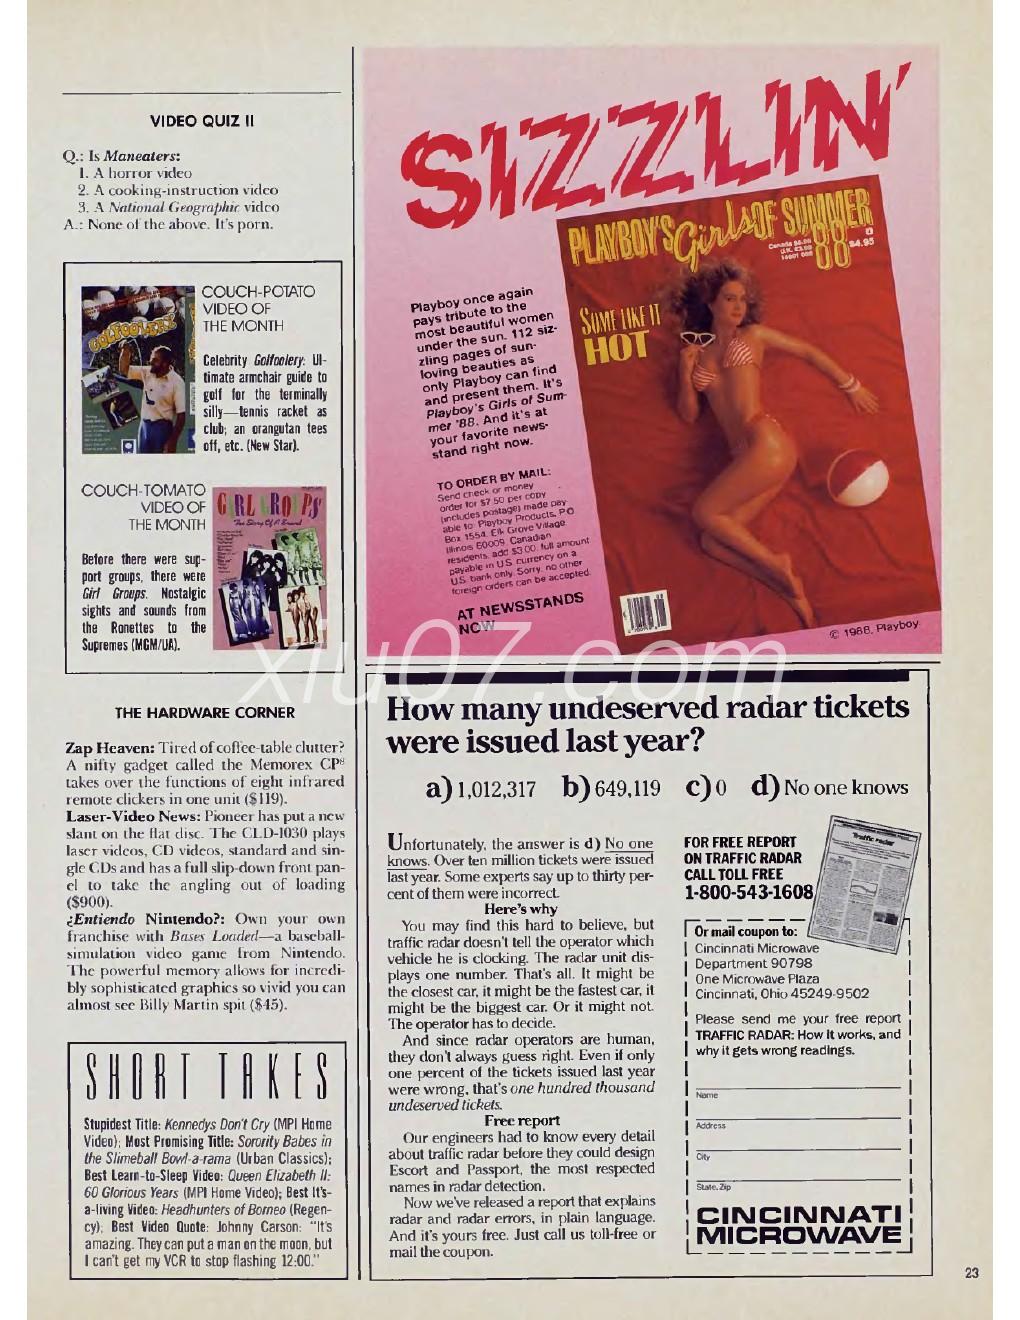 VIDEO QUIZ II
Q.: Is Maneaters:
1. A horror video
2. A cooking-instruction video
3. A National Geographic video
A.: None of the above. It's porn.
COUCH-POTATO
VIDEO OF
THE MONTH
Celebrity Golfoolery: Ul-
timate armchair guide to
golf for the terminally
silly—tennis racket as
club; an orangutan tees
off, etc. (New Star).
COUCH-TOMATO
VIDEO OF
THE MONTH
GIRL GROUPS
The Story Of A Sound
Before there were sup-
port groups, there were
Girl Groups. Nostalgic
sights and sounds from
the Ronettes to the
Supremes (MGM/UA).
THE HARDWARE CORNER
Zap Heaven: Tired of coffee-table clutter?
A nifty gadget called the Memorex CP8
takes over the functions of eight infrared
remote clickers in one unit ($119).
Laser-Video News: Pioneer has put a new
slant on the flat disc. The CLD-1030 plays
laser videos, CD videos, standard and sin-
gle CDs and has a full slip-down front pan-
el to take the angling out of loading
($900).
¿Entiendo Nintendo?: Own your own
franchise with Bases Loaded—a baseball-
simulation video game from Nintendo.
The powerful memory allows for incredi-
bly sophisticated graphics so vivid you can
almost see Billy Martin spit ($45).
SHORT TAKES
Stupidest Title: Kennedys Don't Cry (MPI Home
Video); Most Promising Title: Sorority Babes in
the Slimeball Bowl-a-rama (Urban Classics);
Best Learn-to-Sleep Video: Queen Elizabeth II:
60 Glorious Years (MPI Home Video); Best It's-
a-living Video: Headhunters of Borneo (Regen-
cy); Best Video Quote: Johnny Carson: "It's
amazing. They can put a man on the moon, but
I can't get my VCR to stop flashing 12:00."
SIZZLIN'
PLAYBOY'S Girls OF SUMMER
'88
$4.95
SOME LIKE IT
HOT
Playboy once again
pays tribute to the
most beautiful women
under the sun. 112 siz-
zling pages of sun-
loving beauties as
only Playboy can find
and present them. It's
Playboy's Girls of Sum-
mer '88. And it's at
your favorite news-
stand right now.
TO ORDER BY MAIL:
Send check or money
order for $7.50 per copy
(includes postage) made pay-
able to: Playboy Products, P.O.
Box 1554, Elk Grove Village,
Illinois 60009. Canadian
residents, add $3.00, full amount
payable in U.S. currency on a
U.S. bank only. Sorry, no other
foreign orders can be accepted.
AT NEWSSTANDS
NOW
© 1988, Playboy.
xiu07.com
How many undeserved radar tickets
were issued last year?
a) 1,012,317 b) 649,119 c) 0 d) No one knows
Unfortunately, the answer is d) No one
knows. Over ten million tickets were issued
last year. Some experts say up to thirty per-
cent of them were incorrect.
Here's why
You may find this hard to believe, but
traffic radar doesn't tell the operator which
vehicle he is clocking. The radar unit dis-
plays one number. That's all. It might be
the closest car, it might be the fastest car, it
might be the biggest car. Or it might not.
The operator has to decide.
And since radar operators are human,
they don't always guess right. Even if only
one percent of the tickets issued last year
were wrong, that's one hundred thousand
undeserved tickets.
Free report
Our engineers had to know every detail
about traffic radar before they could design
Escort and Passport, the most respected
names in radar detection.
Now we've released a report that explains
radar and radar errors, in plain language.
And it's yours free. Just call us toll-free or
mail the coupon.
FOR FREE REPORT
ON TRAFFIC RADAR
CALL TOLL FREE
1-800-543-1608
Traffic radar
Or mail coupon to:
Cincinnati Microwave
Department 90798
One Microwave Plaza
Cincinnati, Ohio 45249-9502
Please send me your free report
TRAFFIC RADAR: How it works, and
why it gets wrong readings.
Name
Address
City
State, Zip
CINCINNATI
MICROWAVE
23